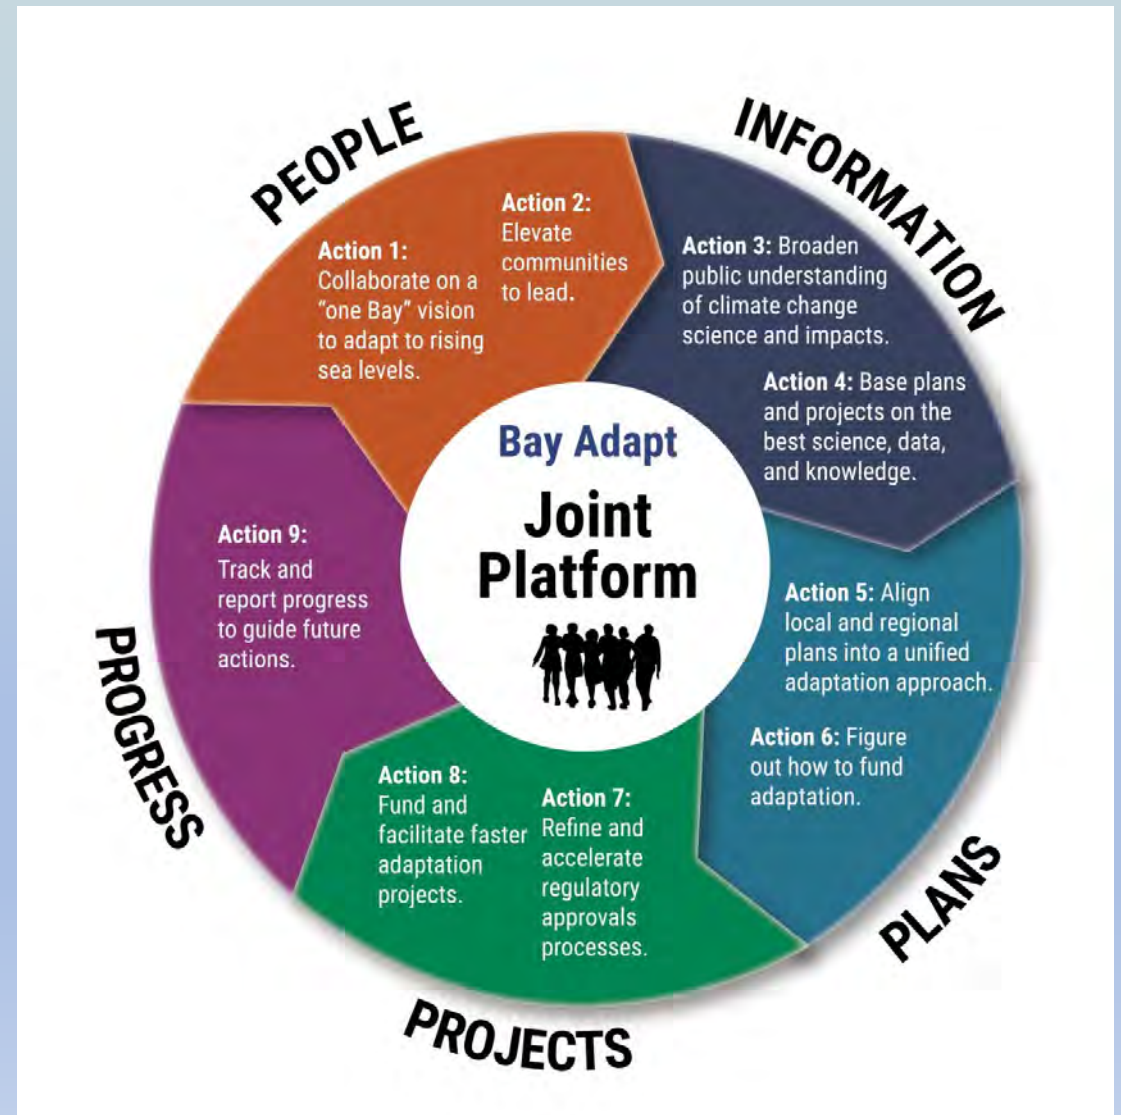 PEOPLE
Action 1:
Collaborate on a
“one Bay” vision
to adapt to rising
sea levels.
Action 2:
Elevate
communities
to lead.
INFORMATION
Action 3: Broaden
public understanding
of climate change
science and impacts.
Action 4: Base plans
and projects on the
best science, data,
and knowledge.
PLANS
Action 5: Align
local and regional
plans into a unified
adaptation approach.
Action 6: Figure
out how to fund
adaptation.
PROJECTS
Action 7:
Refine and
accelerate
regulatory
approvals
processes.
Action 8:
Fund and
facilitate faster
adaptation
projects.
PROGRESS
Action 9:
Track and
report progress
to guide future
actions.
Bay Adapt
Joint
Platform